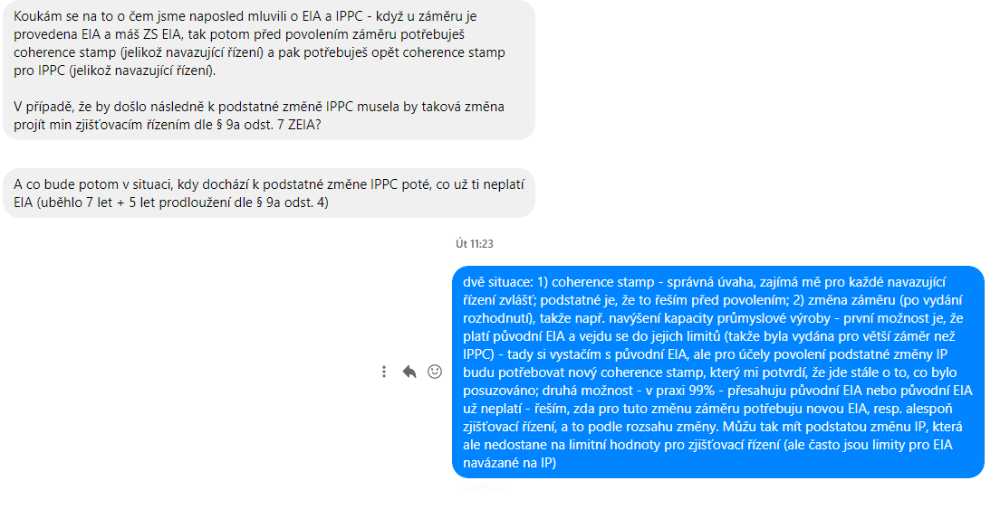 Koukám se na to o čem jsme naposled mluvili o EIA a IPPC - když u záměru je
provedena EIA a máš ZS EIA, tak potom před povolením záměru potřebuješ
coherence stamp (jelikož navazující řízení) a pak potřebuješ opět coherence stamp
pro IPPC (jelikož navazující řízení).
V případě, že by došlo následně k podstatné změně IPPC musela by taková změna
projít min zjišťovacím řízením dle § 9a odst. 7 ZEIA?
A co bude potom v situaci, kdy dochází k podstatné změne IPPC poté, co už ti neplatí
EIA (uběhlo 7 let + 5 let prodloužení dle § 9a odst. 4)
Út 11:23
dvě situace: 1) coherence stamp - správná úvaha, zajímá mě pro každé navazující
řízení zvlášť; podstatné je, že to řeším před povolením; 2) změna záměru (po vydání
rozhodnutí), takže např. navýšení kapacity průmyslové výroby - první možnost je, že
platí původní EIA a vejdu se do jejich limitů (takže byla vydána pro větší záměr než
IPPC) - tady si vystačím s původní EIA, ale pro účely povolení podstatné změny IP
budu potřebovat nový coherence stamp, který mi potvrdí, že jde stále o to, co bylo
posuzováno; druhá možnost - v praxi 99% - přesahuju původní EIA nebo původní EIA
už neplatí - řeším, zda pro tuto změnu záměru potřebuju novou EIA, resp. alespoň
zjišťovací řízení, a to podle rozsahu změny. Můžu tak mít podstatou změnu IP, která
ale nedostane na limitní hodnoty pro zjišťovací řízení (ale často jsou limity pro EIA
navázané na IP)